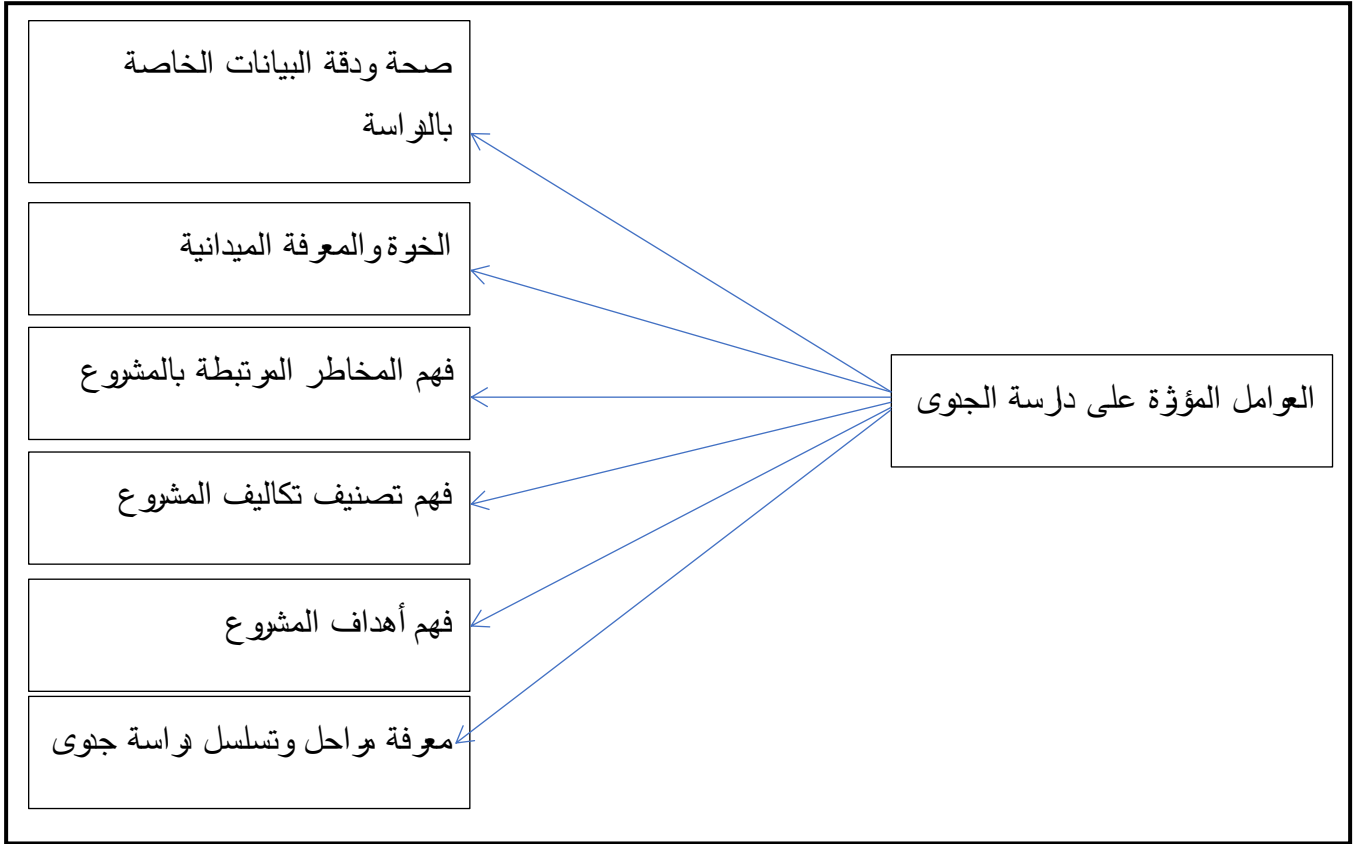 العوامل المؤثرة على دراسة الجدوى
صحة ودقة البيانات الخاصة
بالدراسة
الخبرة والمعرفة الميدانية
فهم المخاطر المرتبطة بالمشروع
فهم تصنيف تكاليف المشروع
فهم أهداف المشروع
معرفة مراحل وتسلسل دراسة جدوى